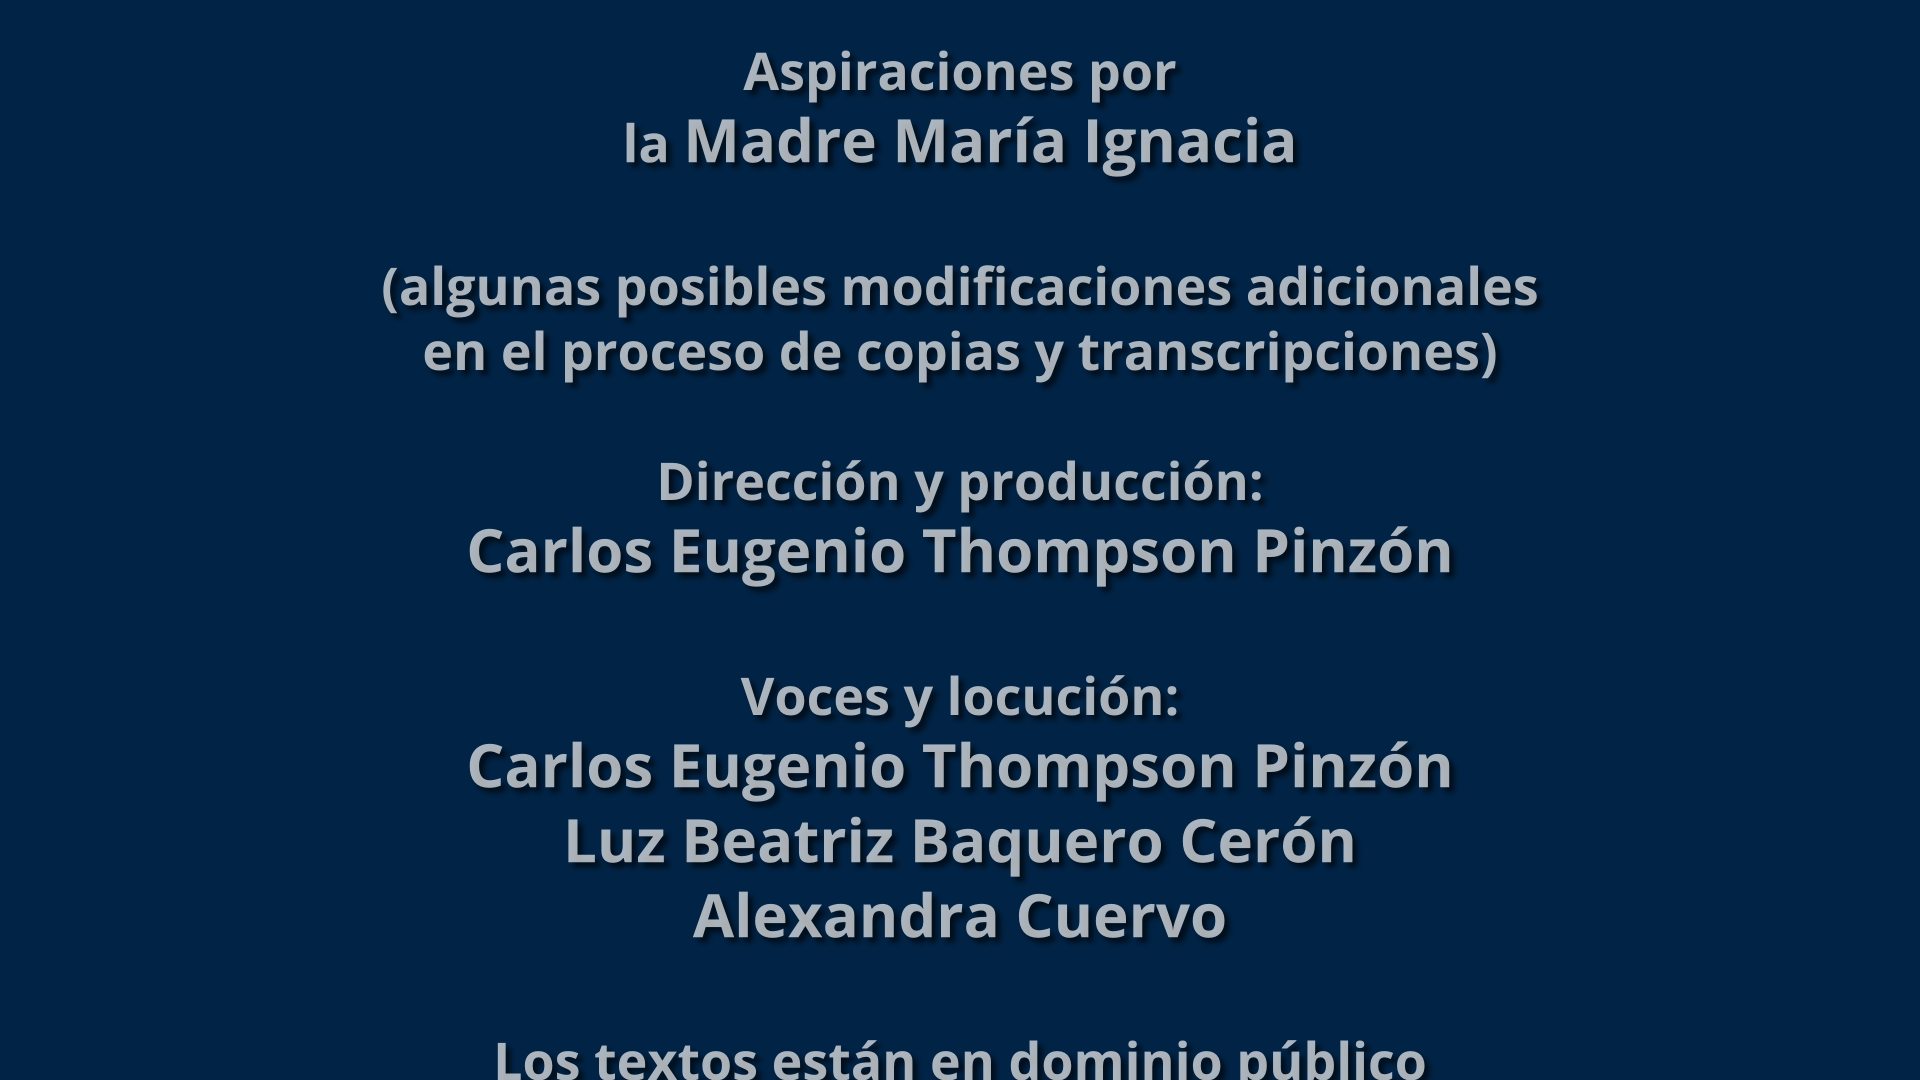 Aspiraciones por
la Madre María Ignacia
(algunas posibles modificaciones adicionales
en el proceso de copias y transcripciones)
Dirección y producción:
Carlos Eugenio Thompson Pinzón
Voces y locución:
Carlos Eugenio Thompson Pinzón
Luz Beatriz Baquero Cerón
Alexandra Cuervo
Los textos están en dominio público